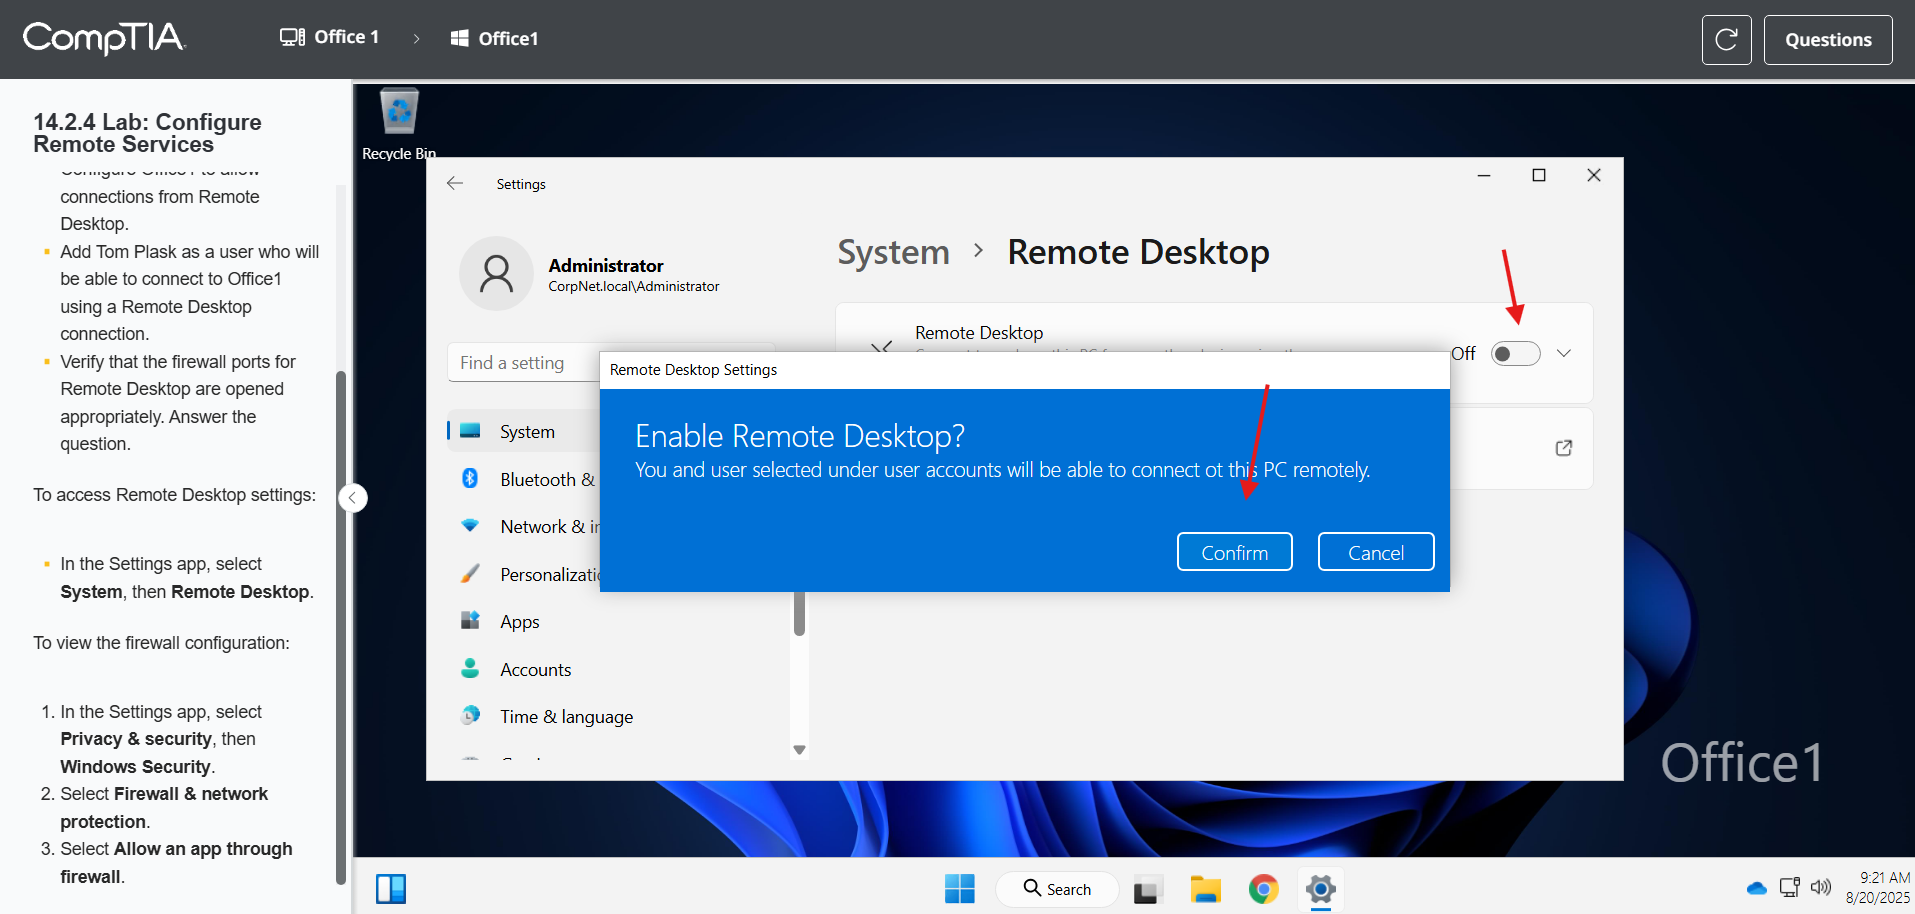 CompTIA.
Office 1
Office1
Questions
14.2.4 Lab: Configure
Remote Services
Configure Office1 to allow
connections from Remote
Desktop.
Add Tom Plask as a user who will
be able to connect to Office1
using a Remote Desktop
connection.
Verify that the firewall ports for
Remote Desktop are opened
appropriately. Answer the
question.
To access Remote Desktop settings:
In the Settings app, select
System, then Remote Desktop.
To view the firewall configuration:
1. In the Settings app, select
Privacy & security, then
Windows Security.
2. Select Firewall & network
protection.
3. Select Allow an app through
firewall.
Recycle Bin
Settings
Administrator
CorpNet.local\Administrator
Find a setting
System
Bluetooth &
Network & in
Personalizatio
Apps
Accounts
Time & language
System > Remote Desktop
Remote Desktop
Off
Remote Desktop Settings
Enable Remote Desktop?
You and user selected under user accounts will be able to connect ot this PC remotely.
Confirm
Cancel
Office1
Search
9:21 AM
8/20/2025